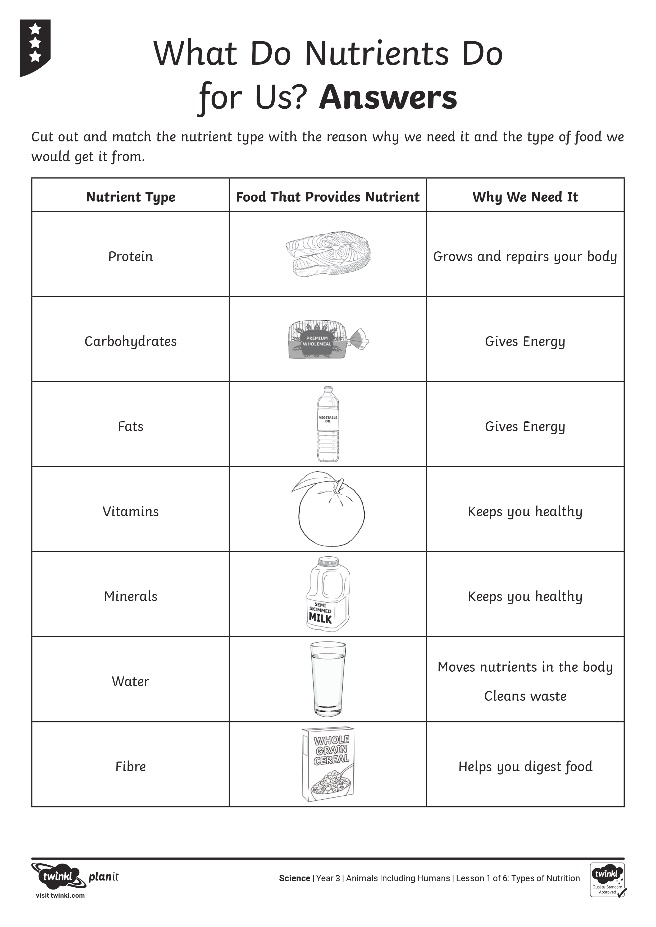 What Do Nutrients Do
for Us? Answers
Cut out and match the nutrient type with the reason why we need it and the type of food we
would get it from.
Nutrient Type Food That Provides Nutrient Why We Need It
Protein Grows and repairs your body
PREMIUM
WHOLEMEAL
Carbohydrates Gives Energy
VEGETABLE
OIL
Fats Gives Energy
Vitamins Keeps you healthy
Minerals Keeps you healthy
SEMI
SKIMMED
MILK
Water
Moves nutrients in the body
Cleans waste
WHOLE
GRAIN
CEREAL
Fibre Helps you digest food
twinkl planit
visit twinkl.com
Science | Year 3 | Animals Including Humans | Lesson 1 of 6: Types of Nutrition
twinkl
Quality Standard
Approved